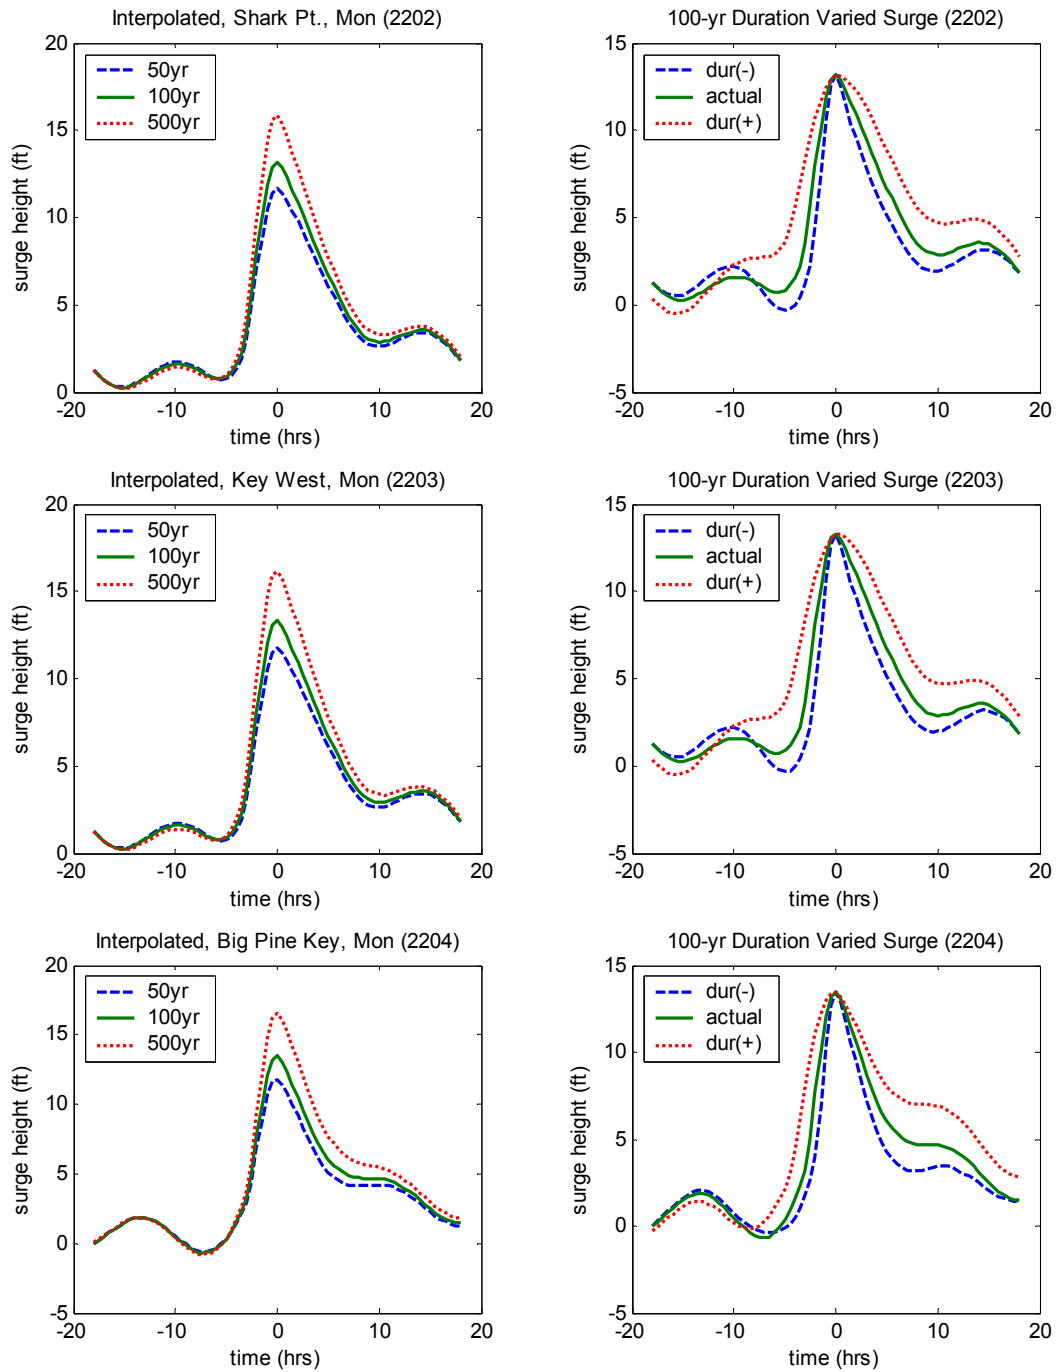 Interpolated, Shark Pt., Mon (2202)
20
15
10
5
0
surge height (ft)
50yr
100yr
500yr
-20
-10
0
10
20
time (hrs)
100-yr Duration Varied Surge (2202)
15
10
5
0
-5
surge height (ft)
dur(-)
actual
dur(+)
-20
-10
0
10
20
time (hrs)
Interpolated, Key West, Mon (2203)
20
15
10
5
0
surge height (ft)
50yr
100yr
500yr
-20
-10
0
10
20
time (hrs)
100-yr Duration Varied Surge (2203)
15
10
5
0
-5
surge height (ft)
dur(-)
actual
dur(+)
-20
-10
0
10
20
time (hrs)
Interpolated, Big Pine Key, Mon (2204)
20
15
10
5
0
-5
surge height (ft)
50yr
100yr
500yr
-20
-10
0
10
20
time (hrs)
100-yr Duration Varied Surge (2204)
15
10
5
0
-5
surge height (ft)
dur(-)
actual
dur(+)
-20
-10
0
10
20
time (hrs)